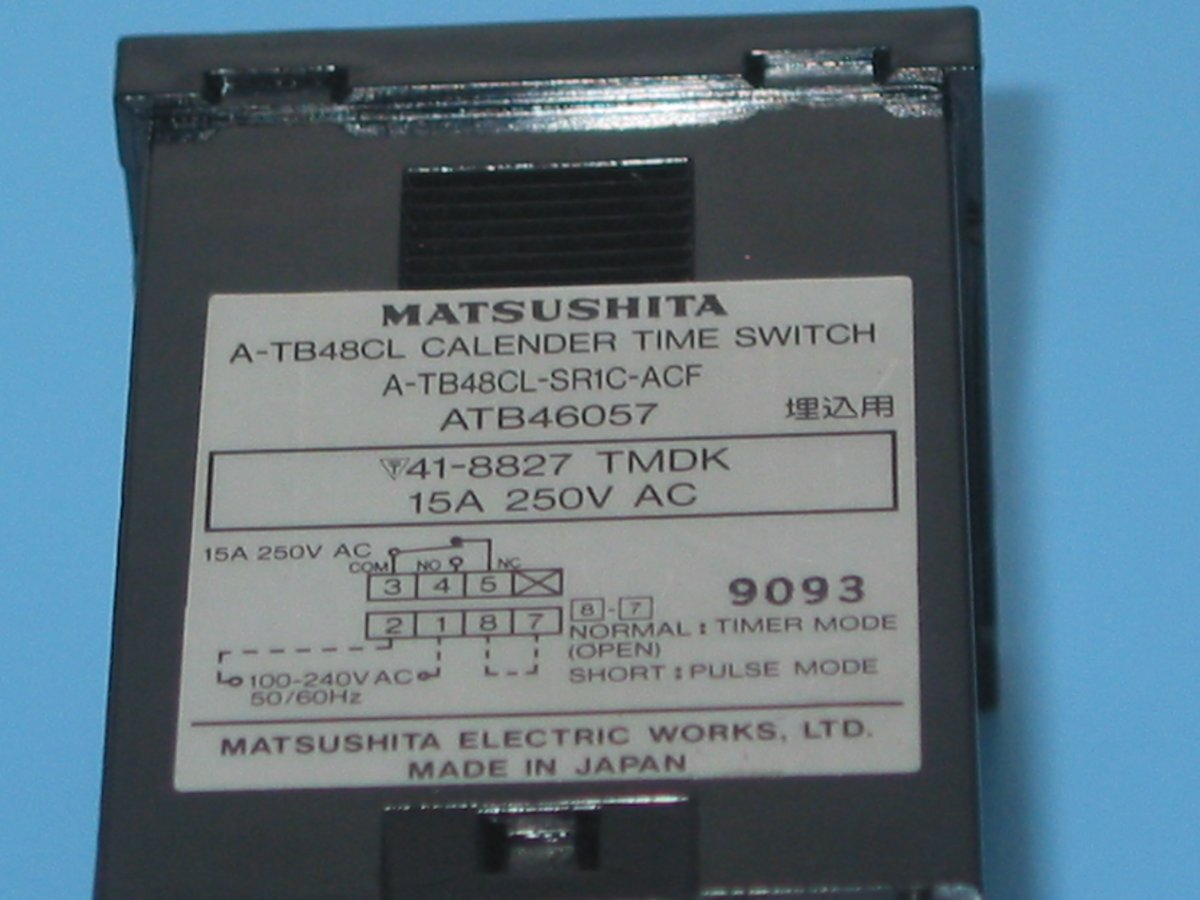 MATSUSHITA
A-TB48CL CALENDER TIME SWITCH
A-TB48CL-SR1C-ACF
ATB46057 埋込用
41-8827 TMDK
15A 250V AC
15A 250V AC
COM NO NC
3 4 5
2 1 8 7
8-7
9093
NORMAL : TIMER MODE
(OPEN)
SHORT : PULSE MODE
100-240V AC
50/60Hz
MATSUSHITA ELECTRIC WORKS, LTD.
MADE IN JAPAN